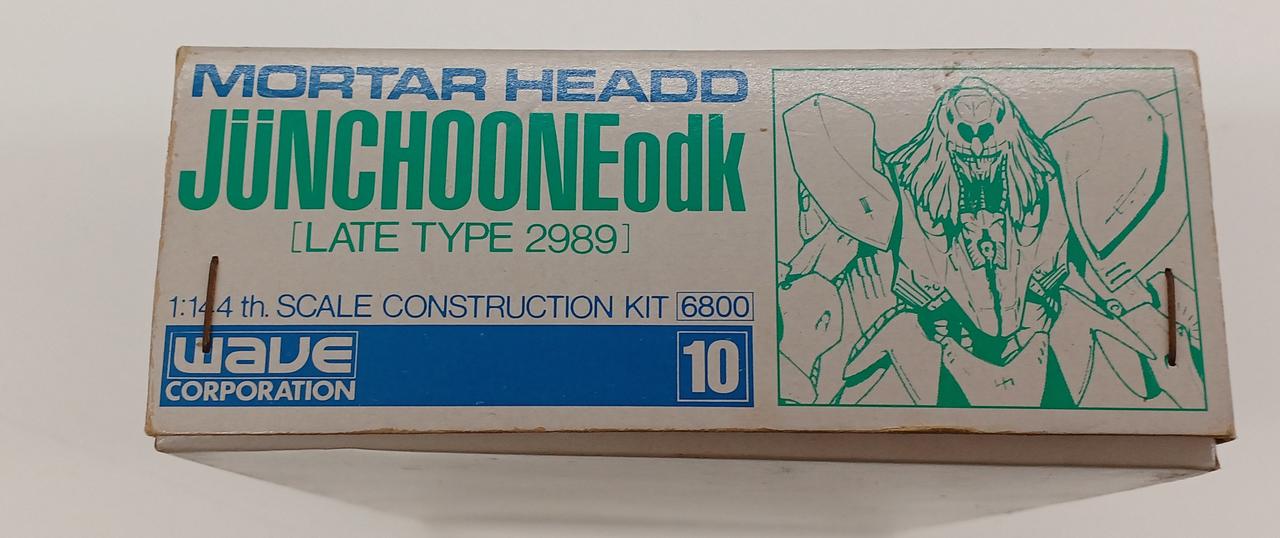 MORTAR HEADD
JüNCHOONEodk
[LATE TYPE 2989]
1:144 th. SCALE CONSTRUCTION KIT 6800
WAVE
CORPORATION
10